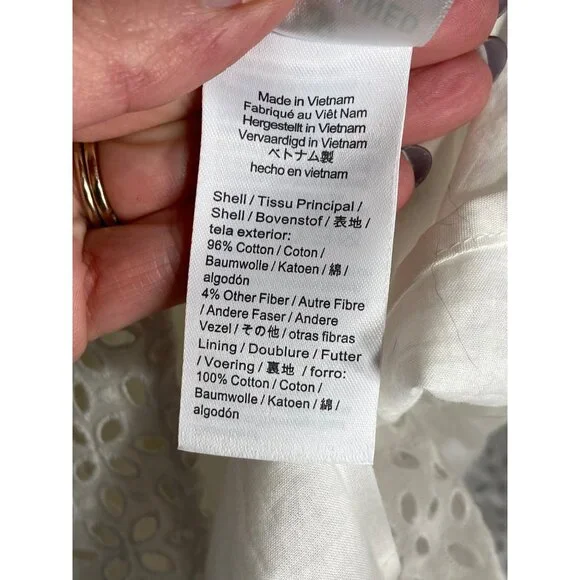 Made in Vietnam
Fabriqué au Viêt Nam
Hergestellt in Vietnam
Vervaardigd in Vietnam
ベトナム製
hecho en vietnam
Shell / Tissu Principal /
Shell / Bovenstof / 表地 /
tela exterior:
96% Cotton / Coton /
Baumwolle / Katoen / 綿 /
algodón
4% Other Fiber / Autre Fibre
/ Andere Faser / Andere
Vezel / その他 / otras fibras
Lining / Doublure / Futter
/ Voering / 裏地 / forro:
100% Cotton / Coton /
Baumwolle / Katoen / 綿 /
algodón